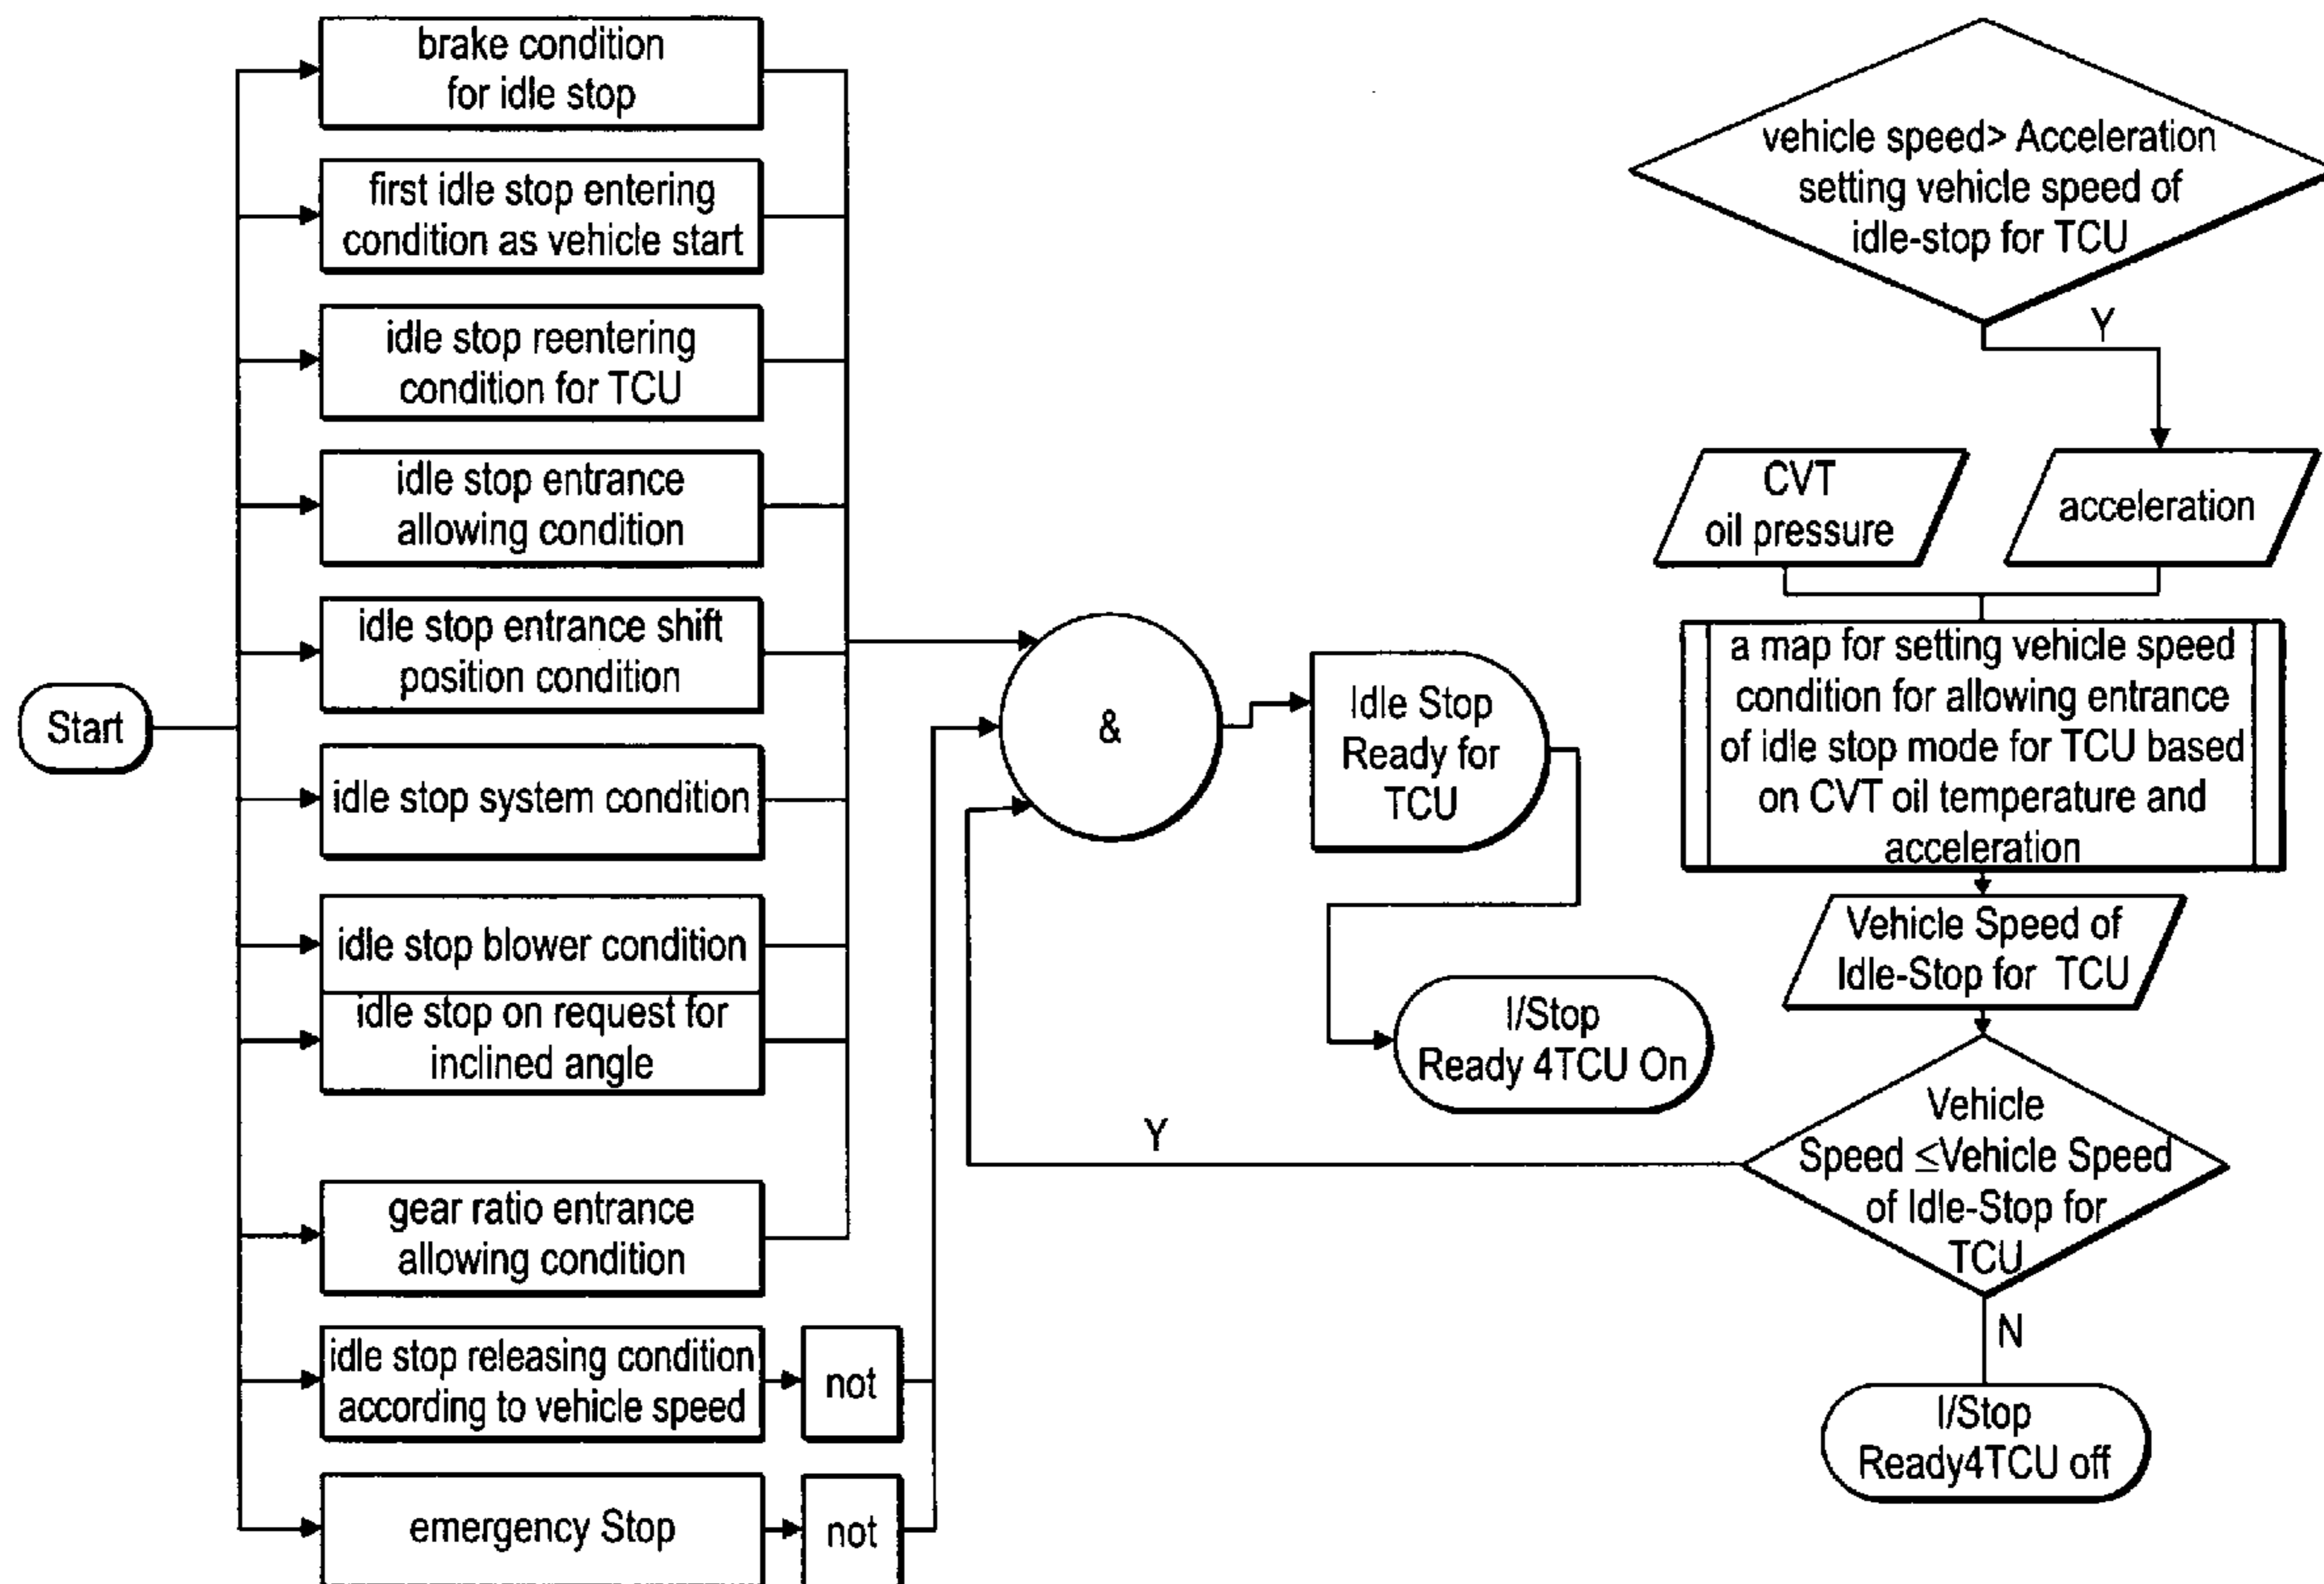 brake condition
for idle stop
first idle stop entering
condition as vehicle start
idle stop reentering
condition for TCU
idle stop entrance
allowing condition
idle stop entrance shift
position condition
Start
idle stop system condition
idle stop blower condition
idle stop on request for
inclined angle
gear ratio entrance
allowing condition
idle stop releasing condition
according to vehicle speed
not
emergency Stop
not
&
Idle Stop
Ready for
TCU
I/Stop
Ready 4TCU On
vehicle speed> Acceleration
setting vehicle speed of
idle-stop for TCU
Y
CVT
oil pressure
acceleration
a map for setting vehicle speed
condition for allowing entrance
of idle stop mode for TCU based
on CVT oil temperature and
acceleration
Vehicle Speed of
Idle-Stop for TCU
Vehicle
Speed ≤Vehicle Speed
of Idle-Stop for
TCU
Y
N
I/Stop
Ready4TCU off